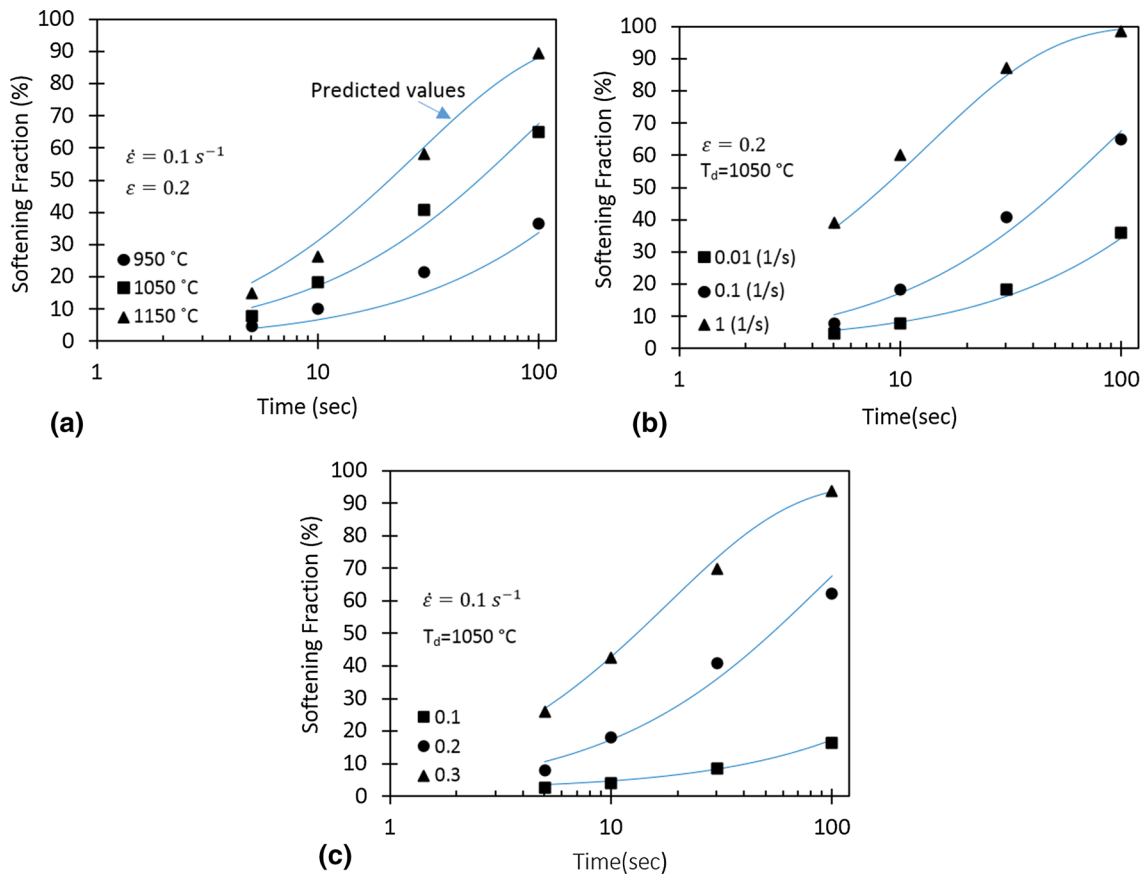 100
90
80
70
60
50
40
30
20
10
0
Softening Fraction (%)
Predicted values
ε̇ = 0.1 s⁻¹
ε = 0.2
950 ˚C
1050 ˚C
1150 ˚C
1
10
100
Time (sec)
(a)
100
90
80
70
60
50
40
30
20
10
0
Softening Fraction (%)
ε = 0.2
Td=1050 °C
0.01 (1/s)
0.1 (1/s)
1 (1/s)
1
10
100
Time(sec)
(b)
100
90
80
70
60
50
40
30
20
10
0
Softening Fraction (%)
ε̇ = 0.1 s⁻¹
Td=1050 °C
0.1
0.2
0.3
1
10
100
Time(sec)
(c)